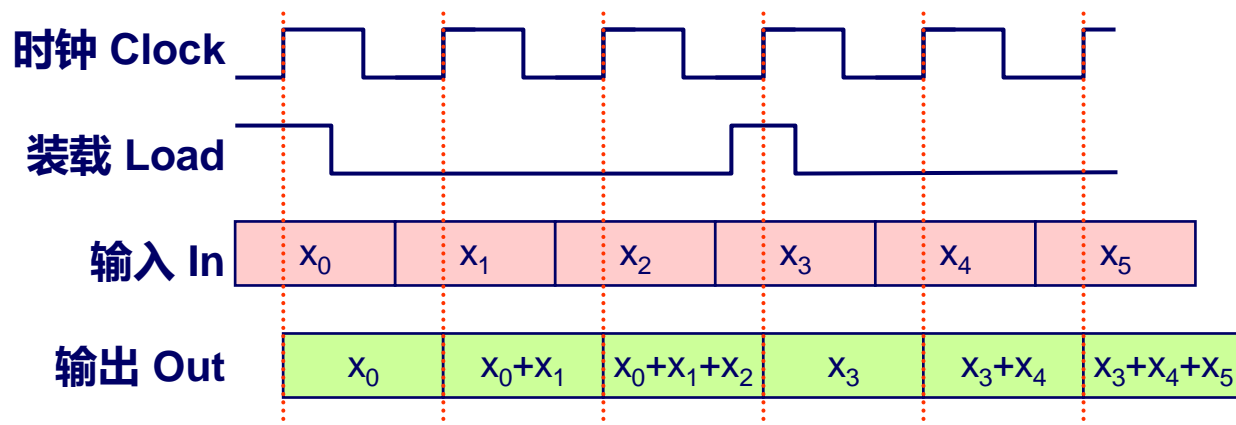 时钟 Clock
装载 Load
输入 In x₀ x₁ x₂ x₃ x₄ x₅
输出 Out x₀ x₀+x₁ x₀+x₁+x₂ x₃ x₃+x₄ x₃+x₄+x₅